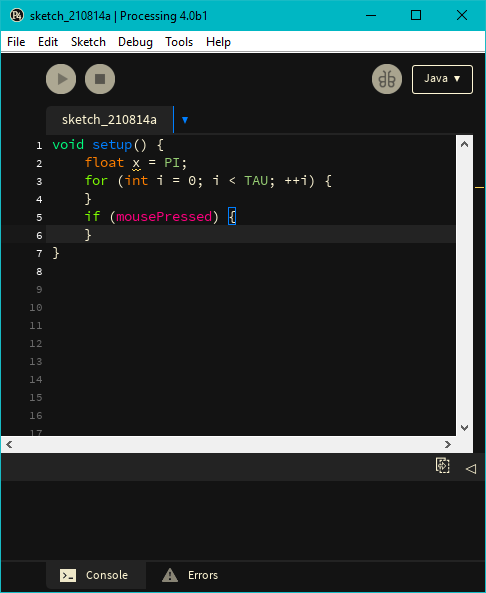 sketch_210814a | Processing 4.0b1
File Edit Sketch Debug Tools Help
Java ▼
sketch_210814a ▼
1 void setup() {
2     float x = PI;
3     for (int i = 0; i < TAU; ++i) {
4     }
5     if (mousePressed) {
6     }
7 }
8
9
10
11
12
13
14
15
16
17
Console Errors